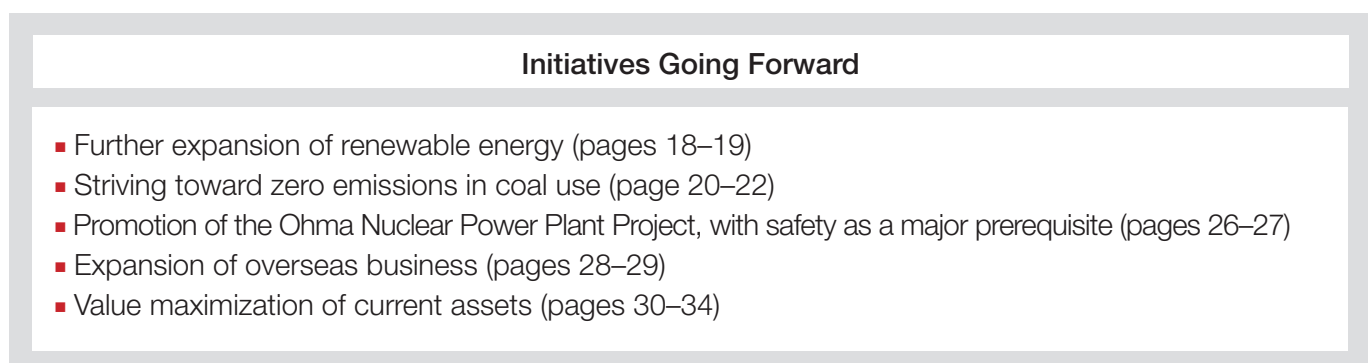 Initiatives Going Forward
■ Further expansion of renewable energy (pages 18–19)
■ Striving toward zero emissions in coal use (page 20–22)
■ Promotion of the Ohma Nuclear Power Plant Project, with safety as a major prerequisite (pages 26–27)
■ Expansion of overseas business (pages 28–29)
■ Value maximization of current assets (pages 30–34)